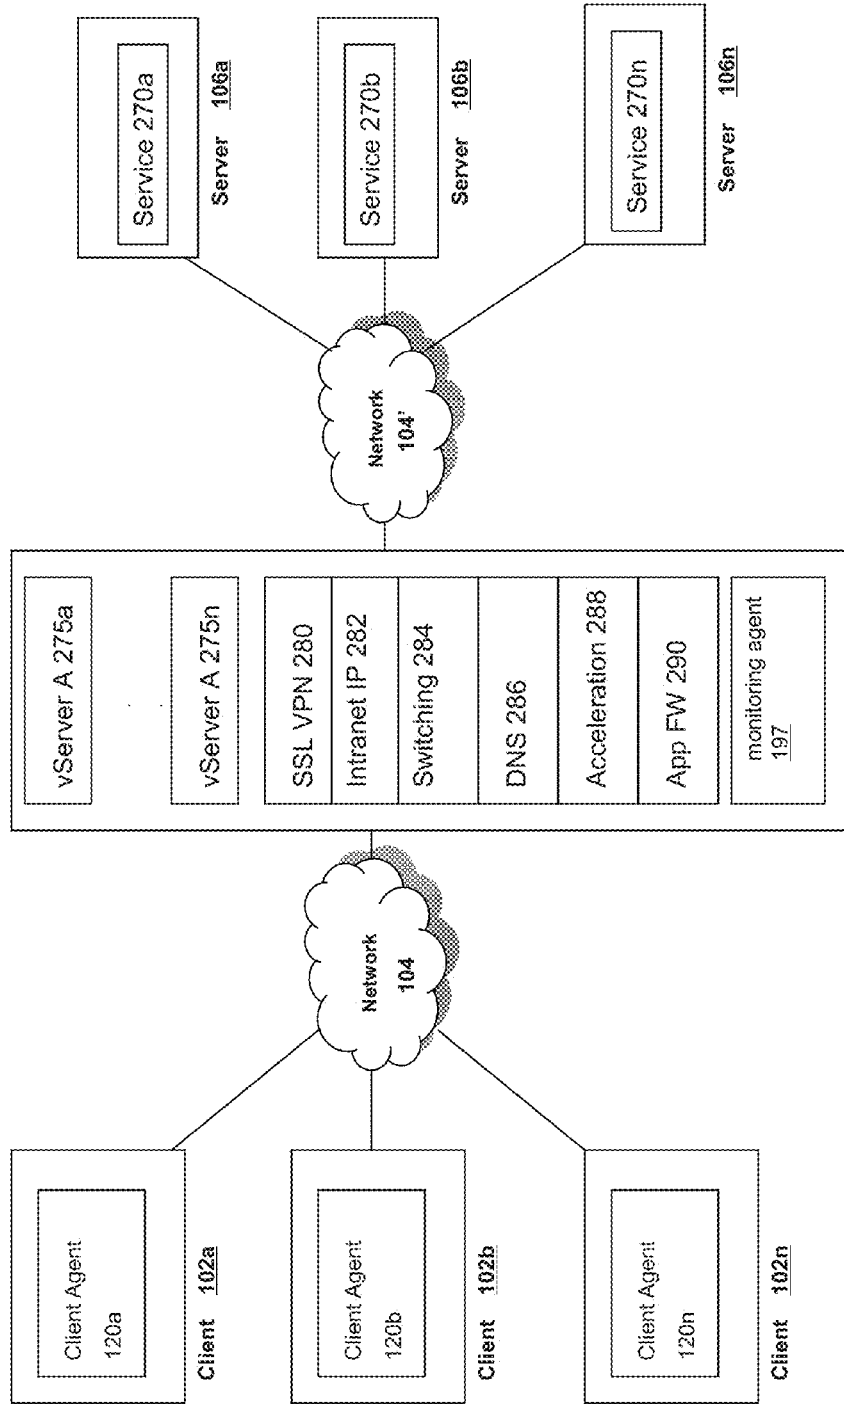 Client Agent
120a
Client 102a
Client Agent
120b
Client 102b
Client Agent
120n
Client 102n
Network
104
vServer A 275a
vServer A 275n
SSL VPN 280
Intranet IP 282
Switching 284
DNS 286
Acceleration 288
App FW 290
monitoring agent
197
Network
104'
Service 270a
Server 106a
Service 270b
Server 106b
Service 270n
Server 106n